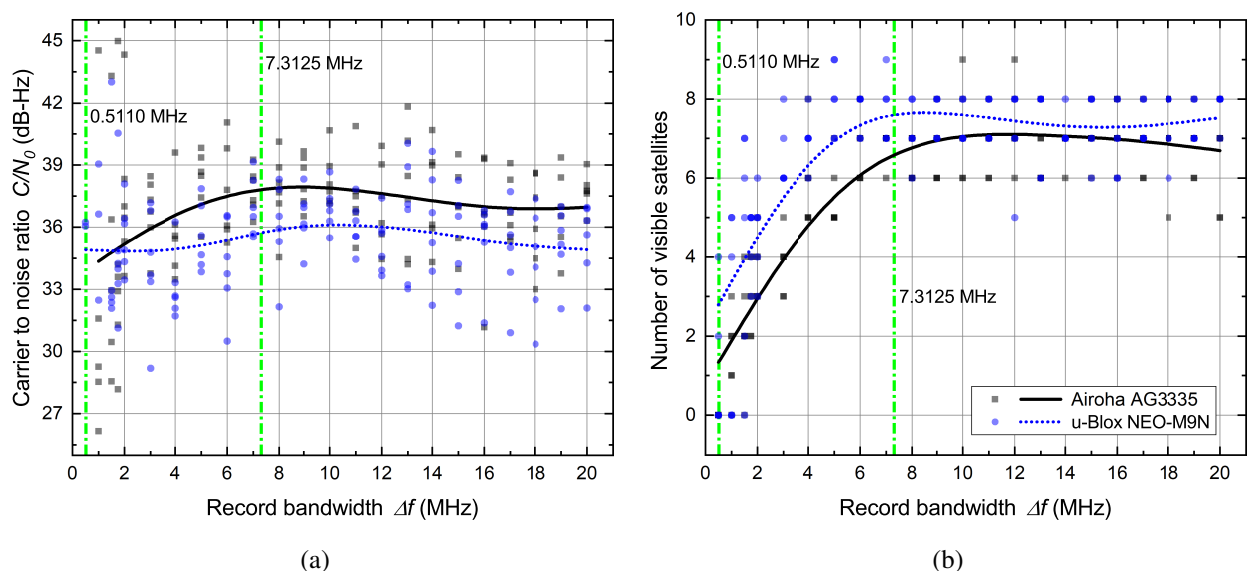 Carrier to noise ratio C/N0 (dB-Hz)
45
42
39
36
33
30
27
7.3125 MHz
0.5110 MHz
0 2 4 6 8 10 12 14 16 18 20
Record bandwidth Δf (MHz)
(a)
Number of visible satellites
10
8
6
4
2
0
0.5110 MHz
7.3125 MHz
Airoha AG3335
u-Blox NEO-M9N
0 2 4 6 8 10 12 14 16 18 20
Record bandwidth Δf (MHz)
(b)